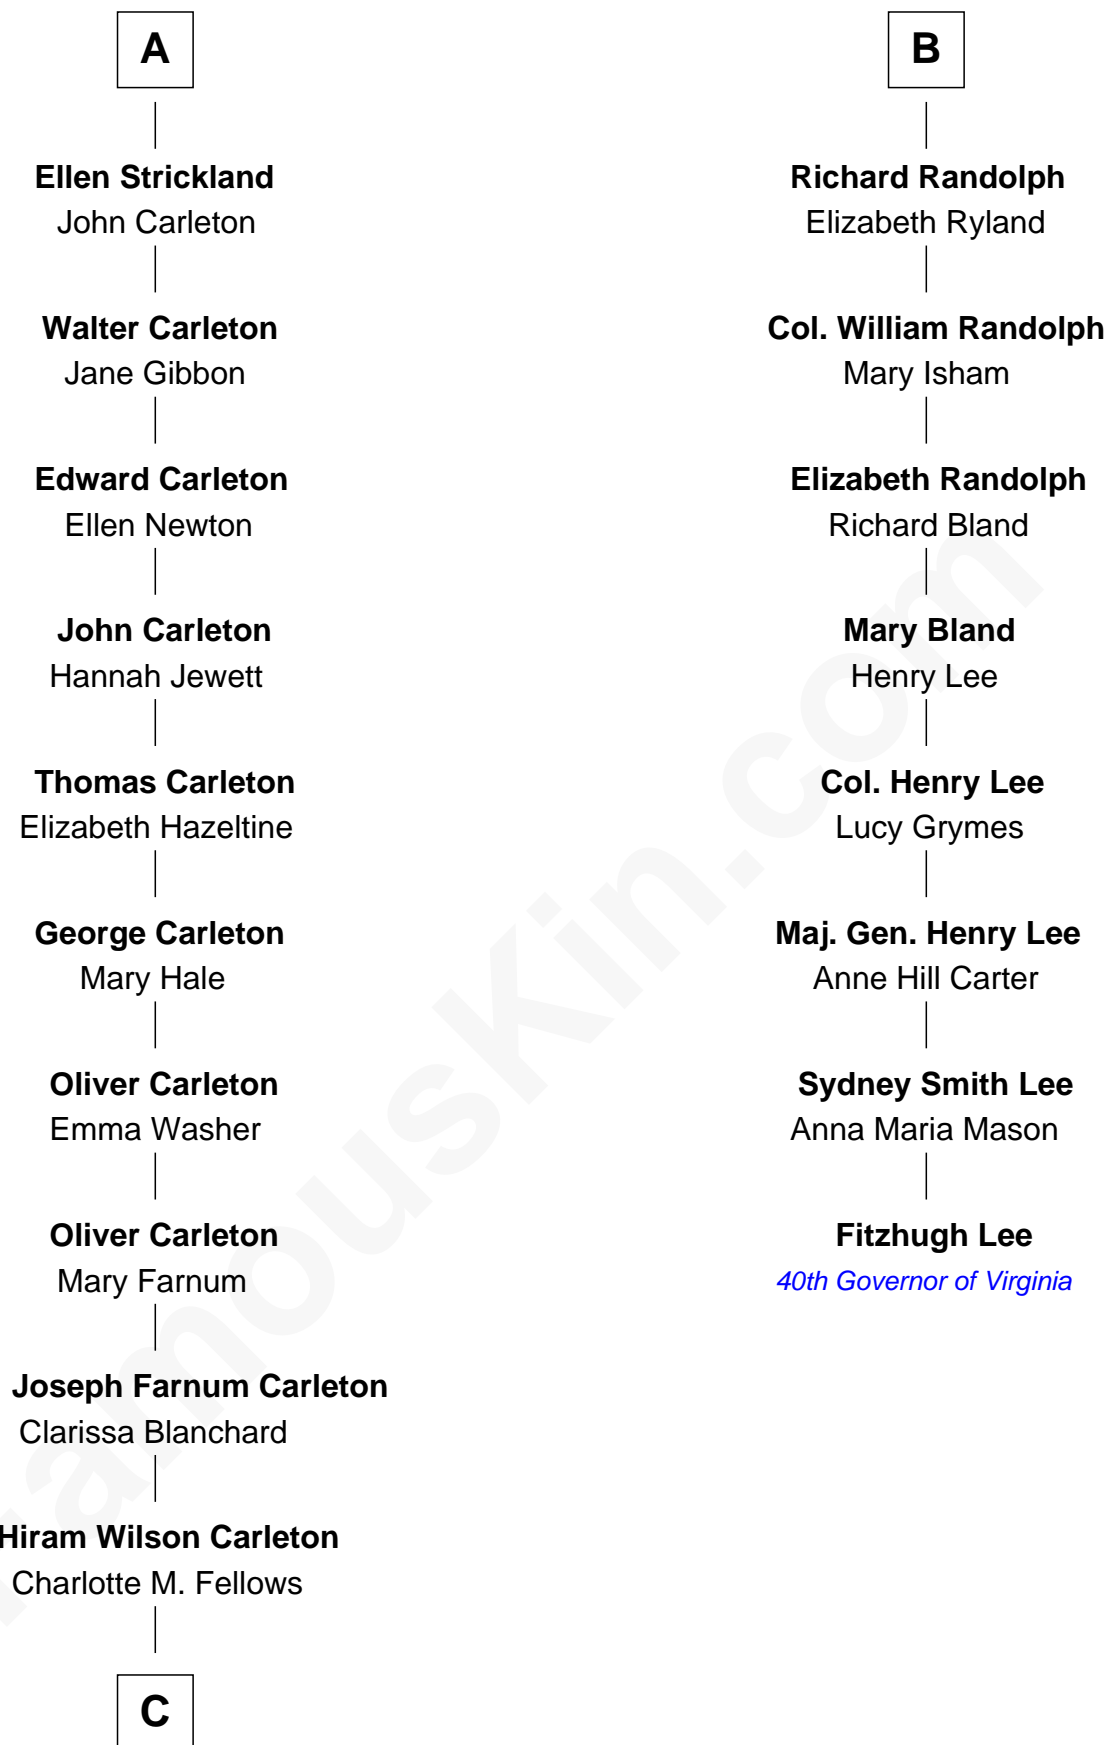 A
Ellen Strickland
John Carleton
Walter Carleton
Jane Gibbon
Edward Carleton
Ellen Newton
John Carleton
Hannah Jewett
Thomas Carleton
Elizabeth Hazeltine
George Carleton
Mary Hale
Oliver Carleton
Emma Washer
Oliver Carleton
Mary Farnum
Joseph Farnum Carleton
Clarissa Blanchard
Hiram Wilson Carleton
Charlotte M. Fellows
C
B
Richard Randolph
Elizabeth Ryland
Col. William Randolph
Mary Isham
Elizabeth Randolph
Richard Bland
Mary Bland
Henry Lee
Col. Henry Lee
Lucy Grymes
Maj. Gen. Henry Lee
Anne Hill Carter
Sydney Smith Lee
Anna Maria Mason
Fitzhugh Lee
40th Governor of Virginia
FamousKin.com